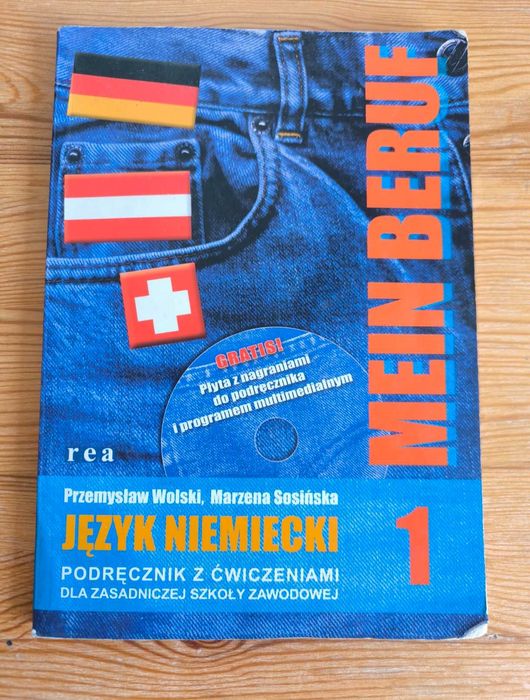 MEIN BERUF
GRATIS!
Płyta z nagraniami
do podręcznika
i programem multimedialnym
rea
Przemysław Wolski, Marzena Sosińska
JĘZYK NIEMIECKI
1
PODRĘCZNIK Z ĆWICZENIAMI
DLA ZASADNICZEJ SZKOŁY ZAWODOWEJ